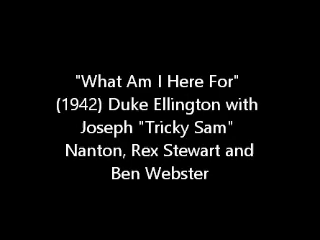 "What Am I Here For"
(1942) Duke Ellington with
Joseph "Tricky Sam"
Nanton, Rex Stewart and
Ben Webster